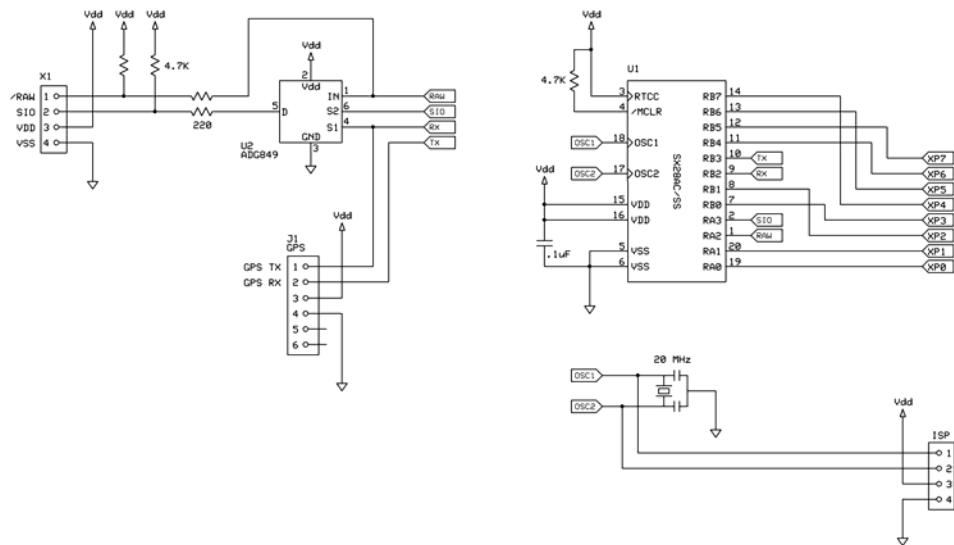 Vdd Vdd Vdd
4.7K
X1
/RAW 1
SIO 2
VDD 3
VSS 4
220
Vdd
2
Vdd
5 D
IN 1 RAW
S2 6 SIO
S1 4 RX
TX
GND
3
U2
ADG849
Vdd
J1
GPS
GPS TX 1
GPS RX 2
3
4
5
6
Vdd
4.7K
U1
3 RTCC
4 /MCLR
OSC1 18 OSC1
OSC2 17 OSC2
Vdd
15 VDD
16 VDD
.1uF
5 VSS
6 VSS
SX28AC/SS
RB7 14
RB6 13
RB5 12
RB4 11
RB3 10 TX
RB2 9 RX
RB1 8
RB0 7
RA3 2 SIO
RA2 1 RAW
RA1 20
RA0 19
XP7
XP6
XP5
XP4
XP3
XP2
XP1
XP0
20 MHz
OSC1
OSC2
Vdd
ISP
1
2
3
4